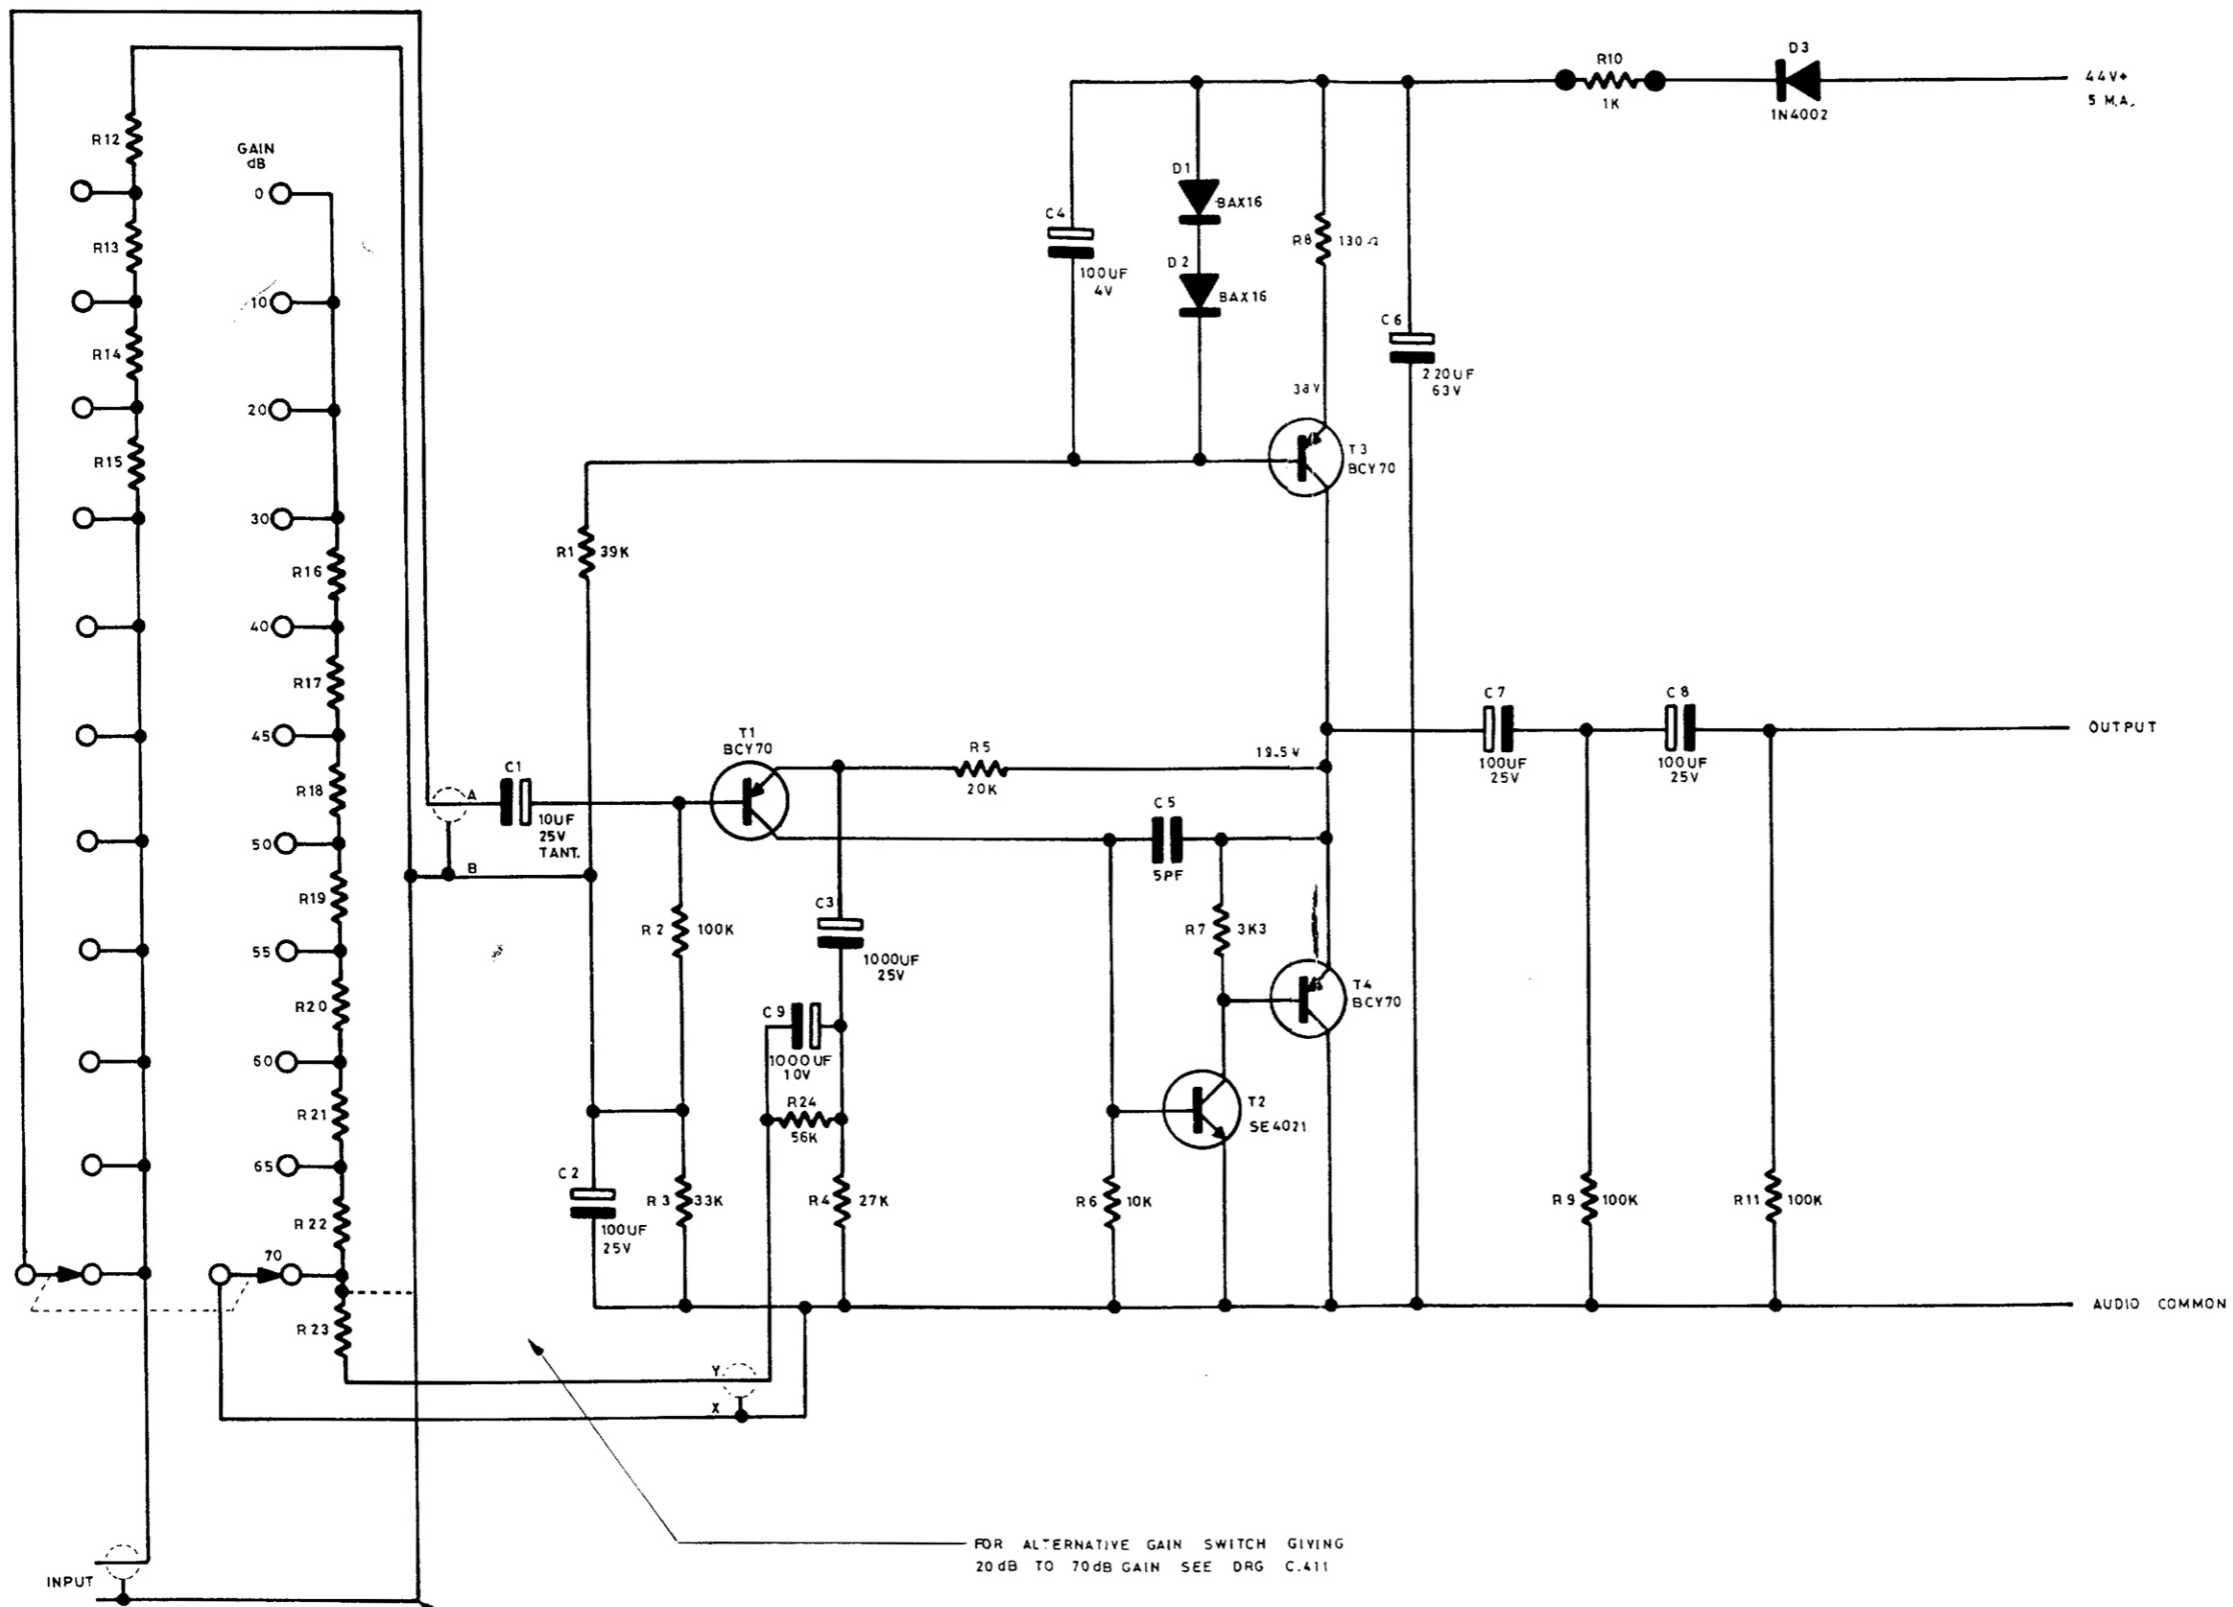 R10
1K
D3
1N4002
44V+
5 M.A.
R12
GAIN
dB
0
D1
BAX16
R13
C4
100UF
4V
R8
130Ω
D2
BAX16
10
R14
C6
220UF
63V
20
38V
R15
T3
BCY70
30
R1
39K
R16
40
R17
45
T1
BCY70
R5
20K
19.5V
C7
100UF
25V
C8
100UF
25V
OUTPUT
R18
A
C1
10UF
25V
TANT.
C5
5PF
50
B
R19
R2
100K
C3
1000UF
25V
R7
3K3
55
R20
C9
1000UF
10V
T4
BCY70
60
R24
56K
R21
T2
SE4021
65
C2
100UF
25V
R3
33K
R4
27K
R6
10K
R9
100K
R11
100K
R22
70
AUDIO COMMON
R23
Y
X
FOR ALTERNATIVE GAIN SWITCH GIVING
20dB TO 70dB GAIN SEE DRG C.411
INPUT